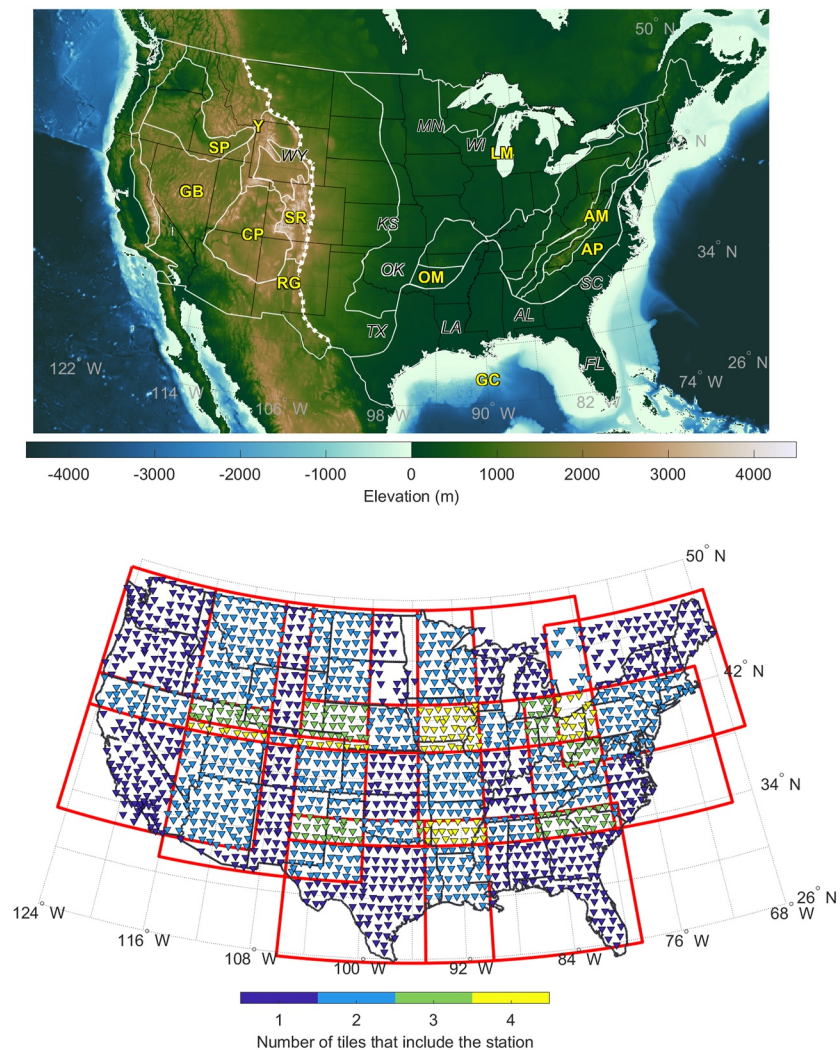 50° N
Y
MN
WI
SP
WY
LM
42° N
GB
SR
AM
KS
CP
AP
34° N
OK
OM
RG
SC
AL
TX
LA
FL
26° N
122° W
GC
74° W
114° W
106° W
98° W
90° W
82° W
-4000 -3000 -2000 -1000 0 1000 2000 3000 4000
Elevation (m)
50° N
42° N
34° N
26° N
124° W
68° W
116° W
76° W
108° W
84° W
100° W
92° W
1 2 3 4
Number of tiles that include the station